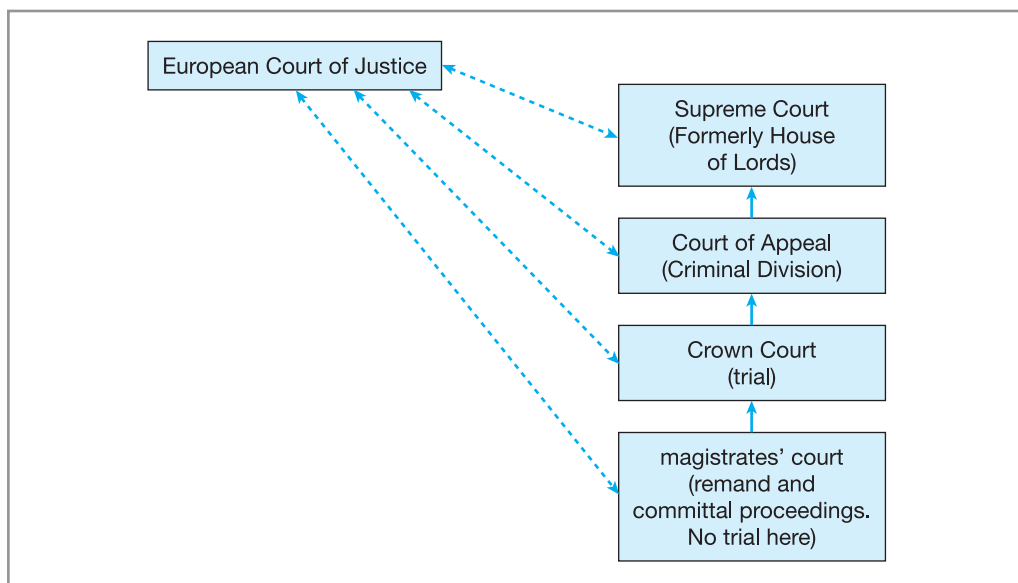 European Court of Justice
Supreme Court
(Formerly House
of Lords)
Court of Appeal
(Criminal Division)
Crown Court
(trial)
magistrates’ court
(remand and
committal proceedings.
No trial here)